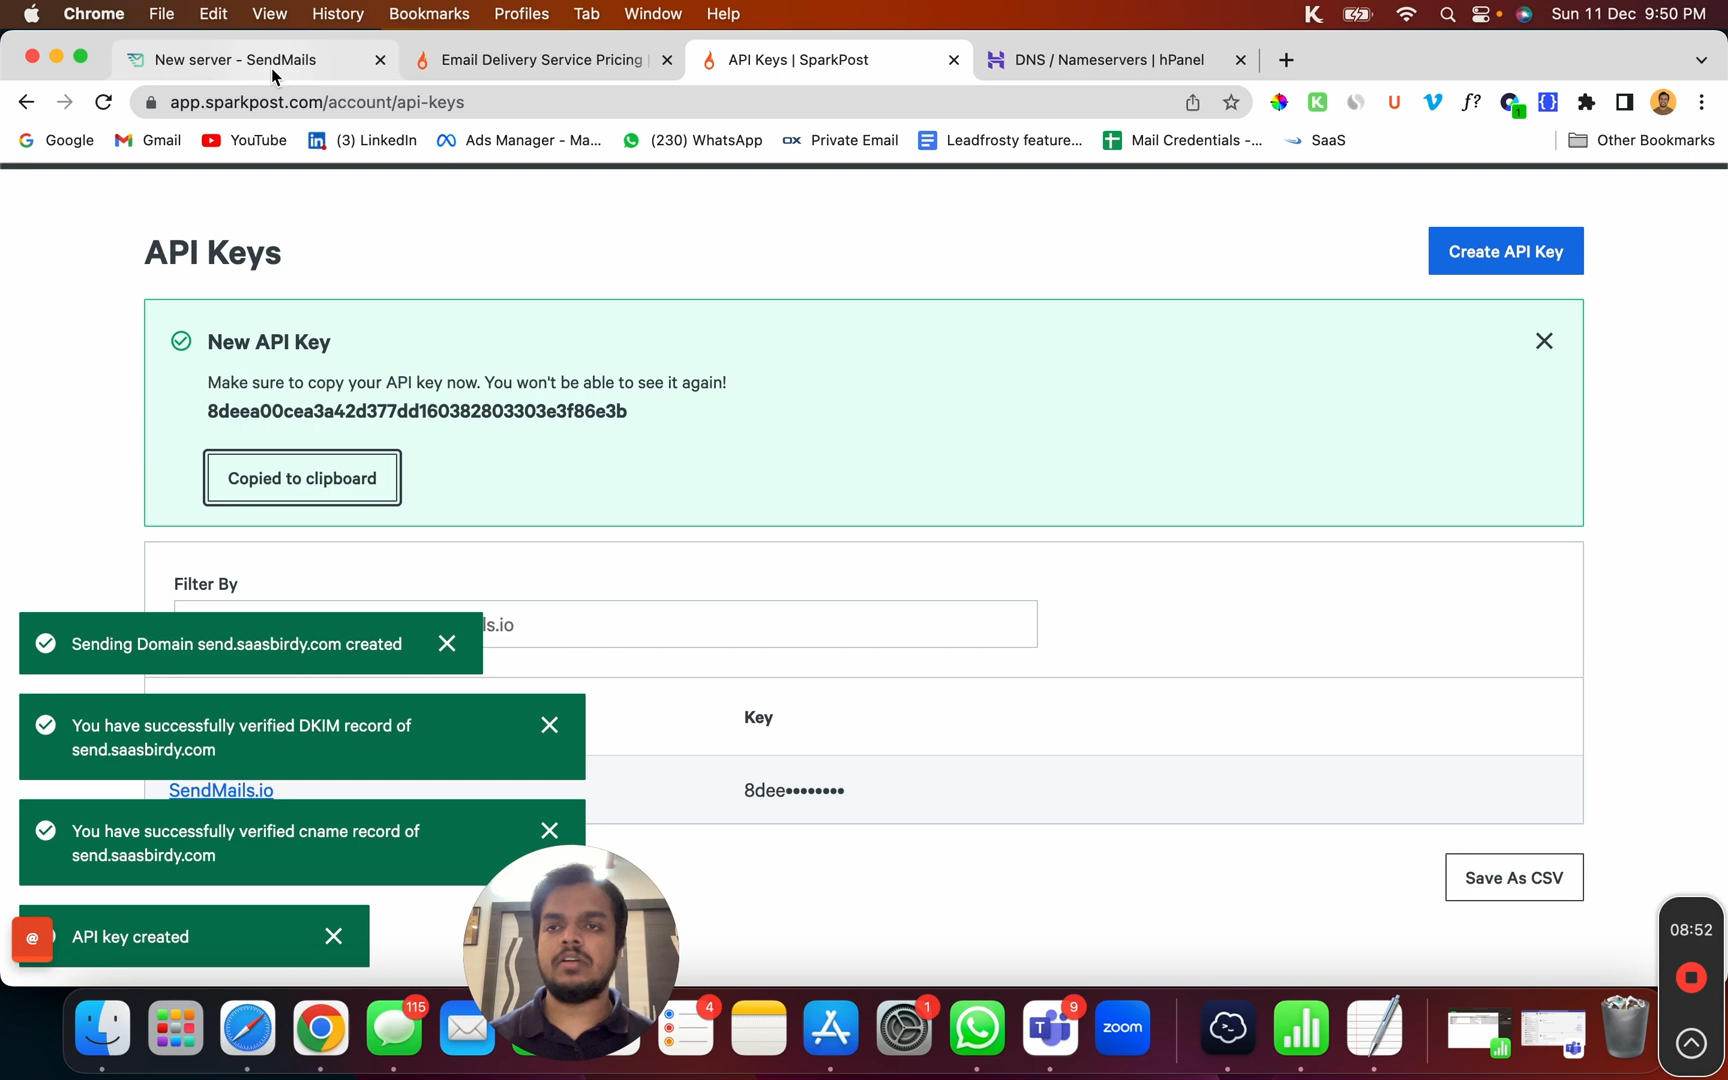 Chrome File Edit View History Bookmarks Profiles Tab Window Help
Sun 11 Dec 9:50 PM
New server - SendMails
Email Delivery Service Pricing
API Keys | SparkPost
DNS / Nameservers | hPanel
app.sparkpost.com/account/api-keys
Google Gmail YouTube (3) LinkedIn Ads Manager - Ma... (230) WhatsApp Private Email Leadfrosty feature... Mail Credentials -... SaaS Other Bookmarks
API Keys
Create API Key
New API Key
Make sure to copy your API key now. You won't be able to see it again!
8deea00cea3a42d377dd160382803303e3f86e3b
Copied to clipboard
Filter By
ls.io
Sending Domain send.saasbirdy.com created
You have successfully verified DKIM record of
send.saasbirdy.com
Key
SendMails.io
8dee••••••••
You have successfully verified cname record of
send.saasbirdy.com
Save As CSV
API key created
08:52
115
4
1
9
zoom